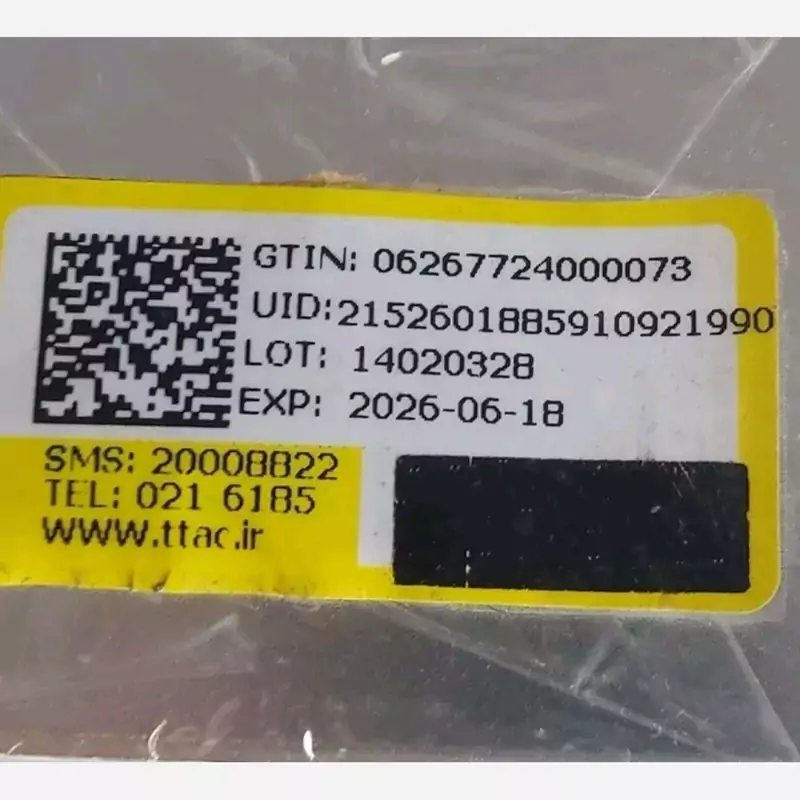 GTIN: 06267724000073
UID:2152601885910921990
LOT: 14020328
EXP: 2026-06-18
SMS: 20008822
TEL: 021 6185
WWW.ttac.ir